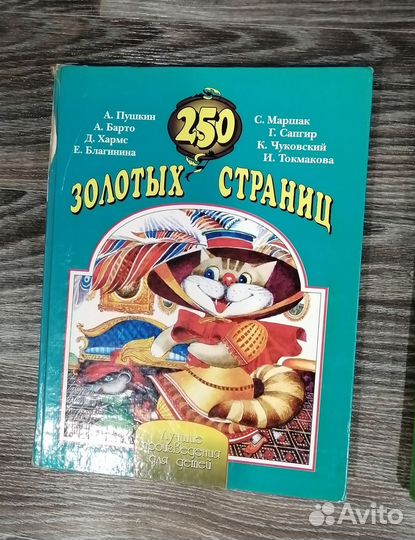 А. Пушкин
А. Барто
Д. Хармс
Е. Благинина
250
С. Маршак
Г. Сапгир
К. Чуковский
И. Токмакова
ЗОЛОТЫХ СТРАНИЦ
Лучшие
произведения
для детей
Avito